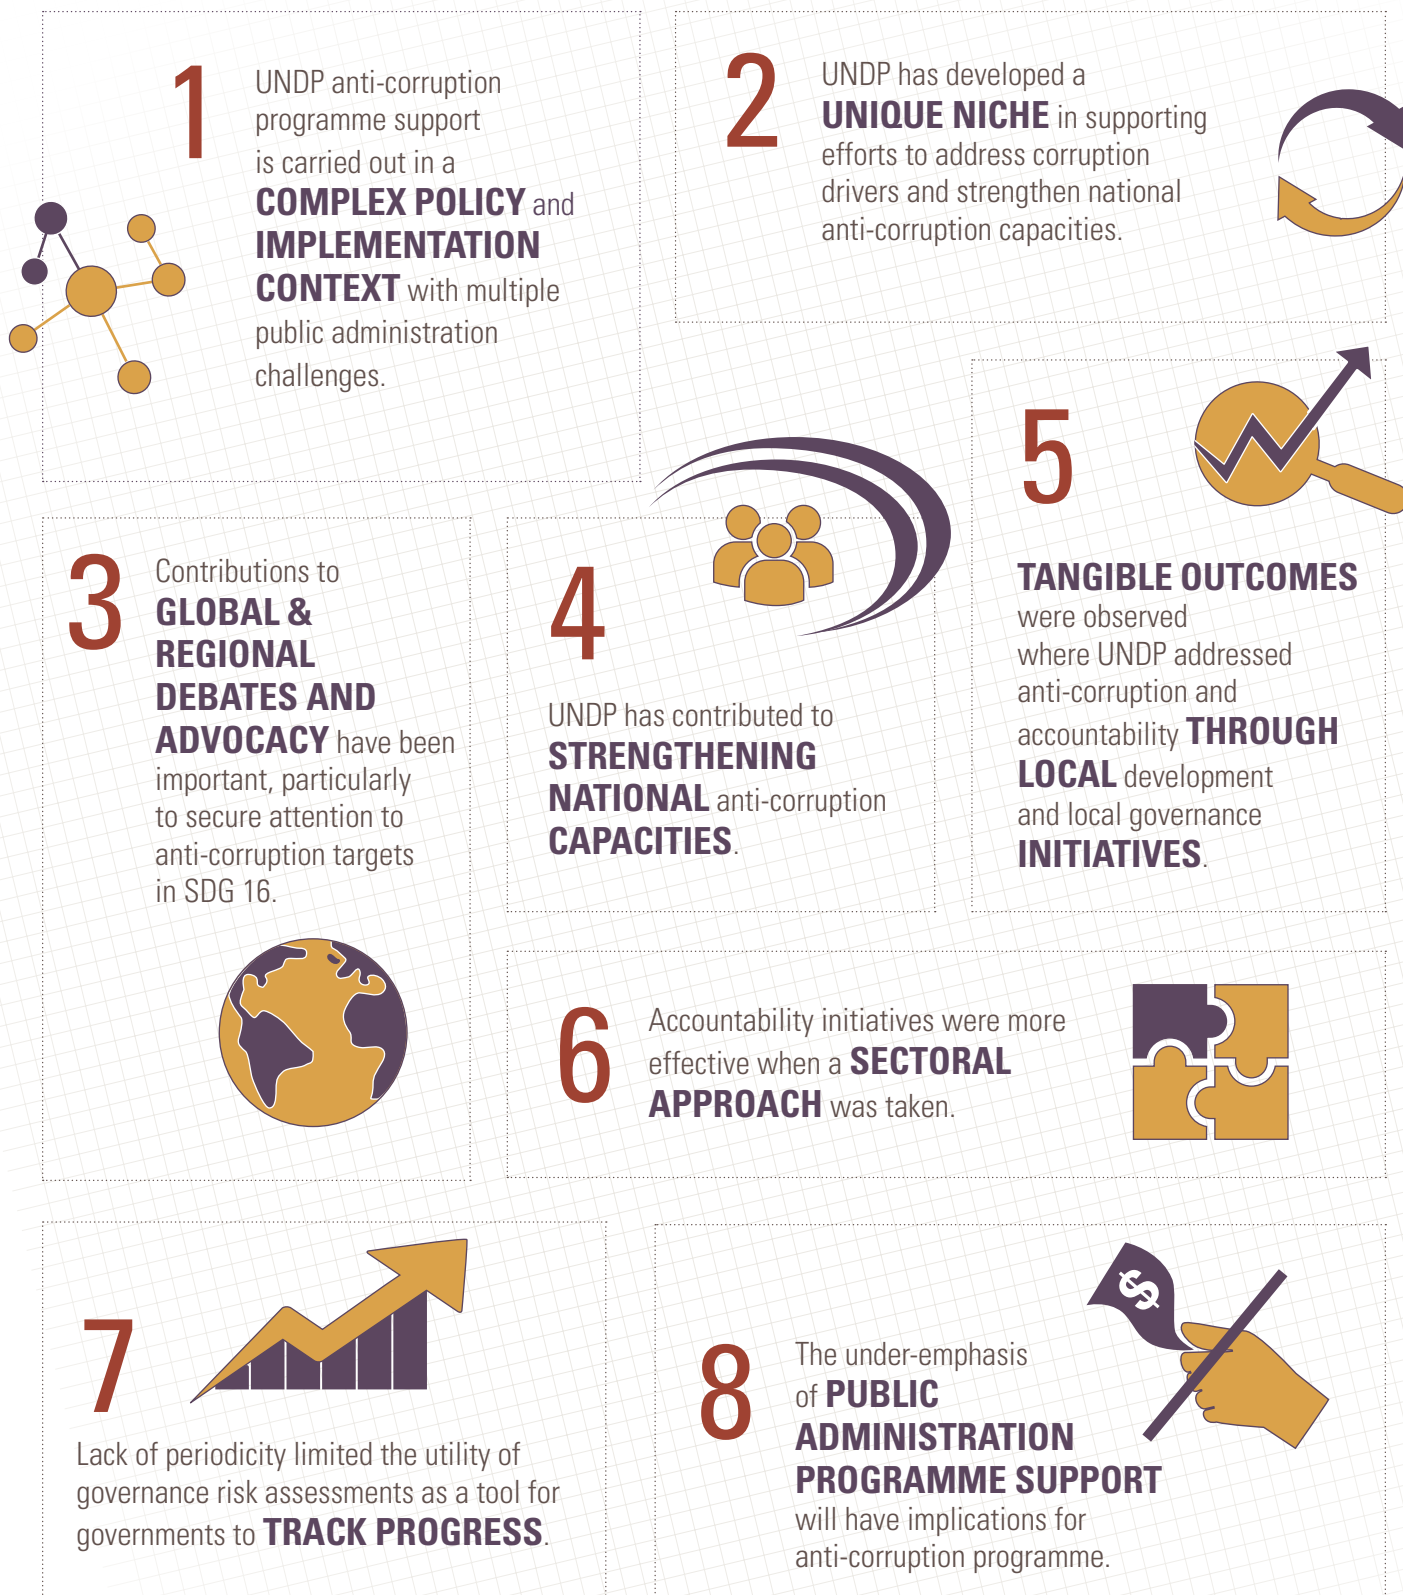 1
UNDP anti-corruption
programme support
is carried out in a
COMPLEX POLICY and
IMPLEMENTATION
CONTEXT with multiple
public administration
challenges.
2
UNDP has developed a
UNIQUE NICHE in supporting
efforts to address corruption
drivers and strengthen national
anti-corruption capacities.
3
Contributions to
GLOBAL &
REGIONAL
DEBATES AND
ADVOCACY have been
important, particularly
to secure attention to
anti-corruption targets
in SDG 16.
4
UNDP has contributed to
STRENGTHENING
NATIONAL anti-corruption
CAPACITIES.
5
TANGIBLE OUTCOMES
were observed
where UNDP addressed
anti-corruption and
accountability THROUGH
LOCAL development
and local governance
INITIATIVES.
6
Accountability initiatives were more
effective when a SECTORAL
APPROACH was taken.
7
Lack of periodicity limited the utility of
governance risk assessments as a tool for
governments to TRACK PROGRESS.
8
$
The under-emphasis
of PUBLIC
ADMINISTRATION
PROGRAMME SUPPORT
will have implications for
anti-corruption programme.